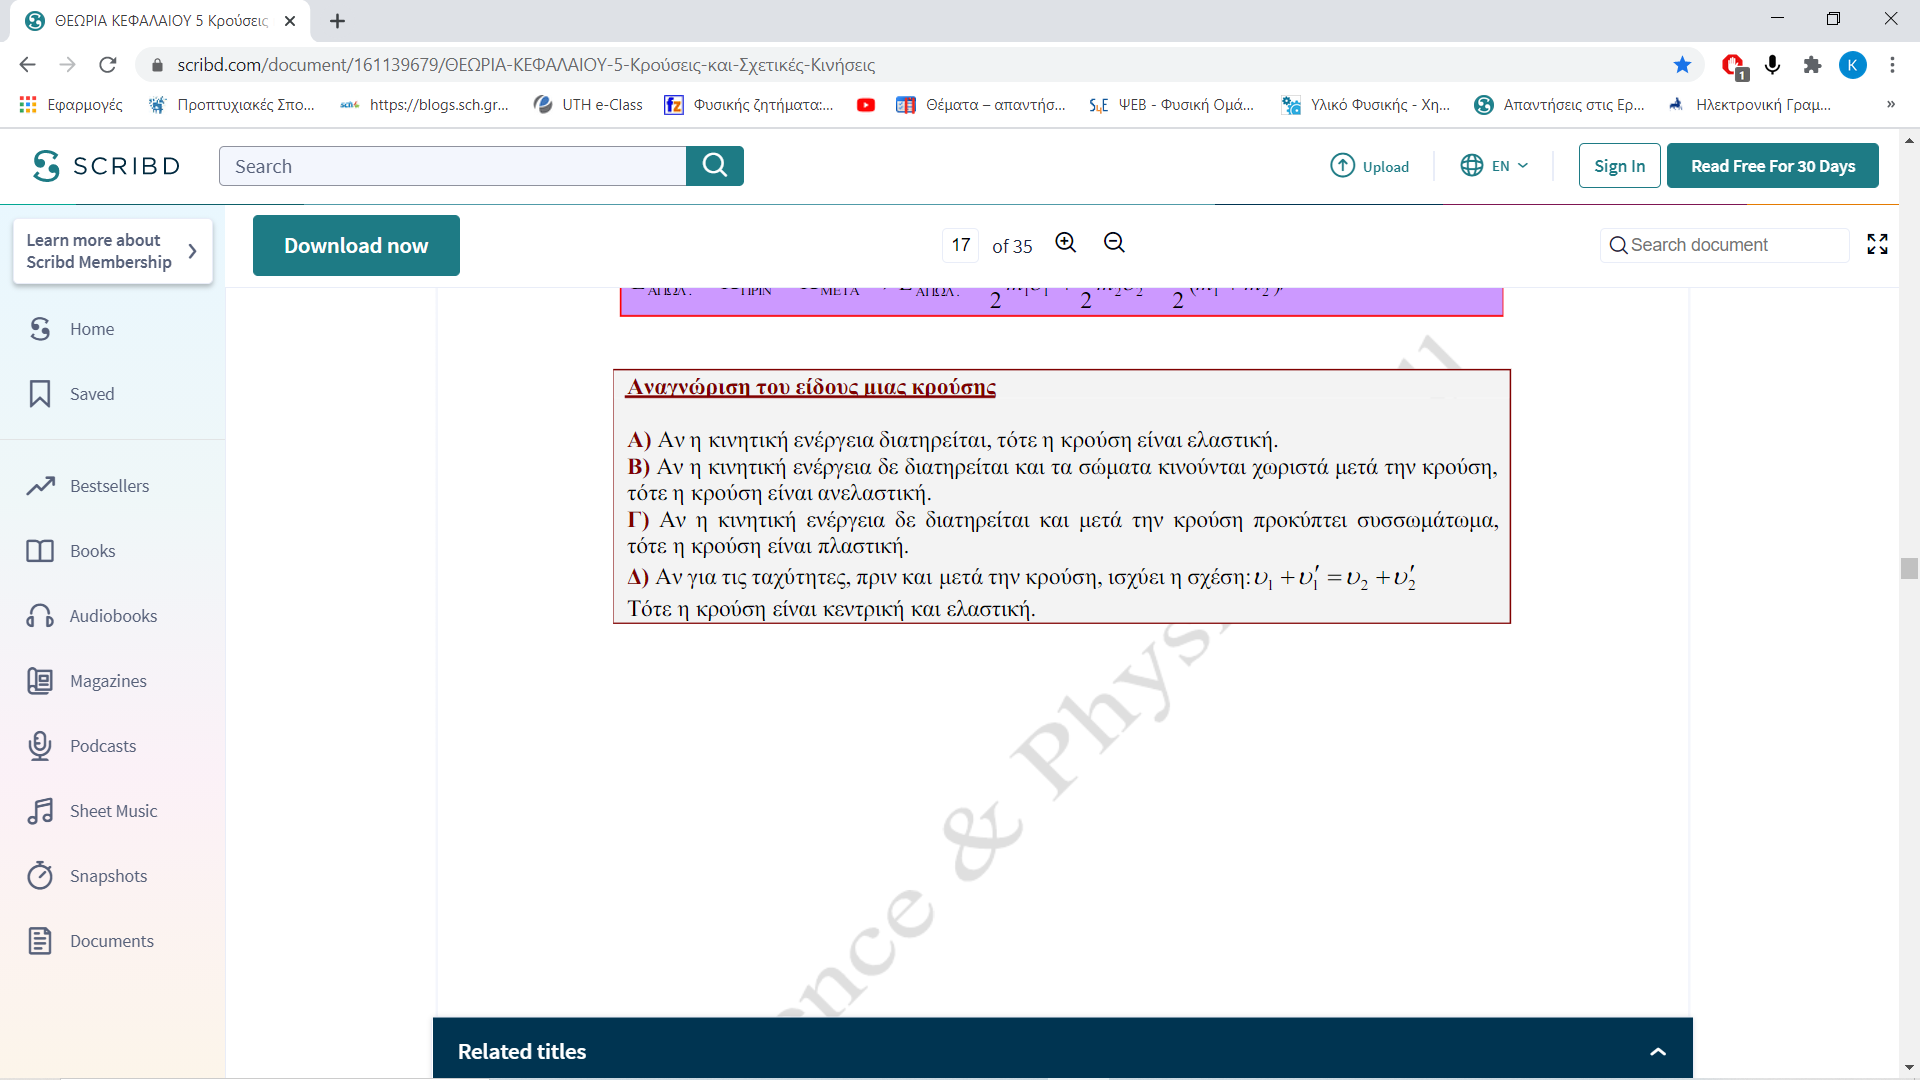 ΘΕΩΡΙΑ ΚΕΦΑΛΑΙΟΥ 5 Κρούσεις
scribd.com/document/161139679/ΘΕΩΡΙΑ-ΚΕΦΑΛΑΙΟΥ-5-Κρούσεις-και-Σχετικές-Κινήσεις
1
K
Εφαρμογές
Προπτυχιακές Σπο...
https://blogs.sch.gr...
UTH e-Class
fz
Φυσικής ζητήματα:...
Θέματα – απαντήσ...
ΨΕΒ - Φυσική Ομά...
Υλικό Φυσικής - Χη...
Απαντήσεις στις Ερ...
Ηλεκτρονική Γραμ...
»
SCRIBD
Search
Upload
EN
Sign In
Read Free For 30 Days
Learn more about
Scribd Membership
Download now
17 of 35
Search document
Home
Saved
Bestsellers
Books
Audiobooks
Magazines
Podcasts
Sheet Music
Snapshots
Documents
Αναγνώριση του είδους μιας κρούσης
Α) Αν η κινητική ενέργεια διατηρείται, τότε η κρούση είναι ελαστική.
Β) Αν η κινητική ενέργεια δε διατηρείται και τα σώματα κινούνται χωριστά μετά την κρούση,
τότε η κρούση είναι ανελαστική.
Γ) Αν η κινητική ενέργεια δε διατηρείται και μετά την κρούση προκύπτει συσσωμάτωμα,
τότε η κρούση είναι πλαστική.
Δ) Αν για τις ταχύτητες, πριν και μετά την κρούση, ισχύει η σχέση: υ₁ + υ₁′ = υ₂ + υ₂′
Τότε η κρούση είναι κεντρική και ελαστική.
ence & Physi
Related titles